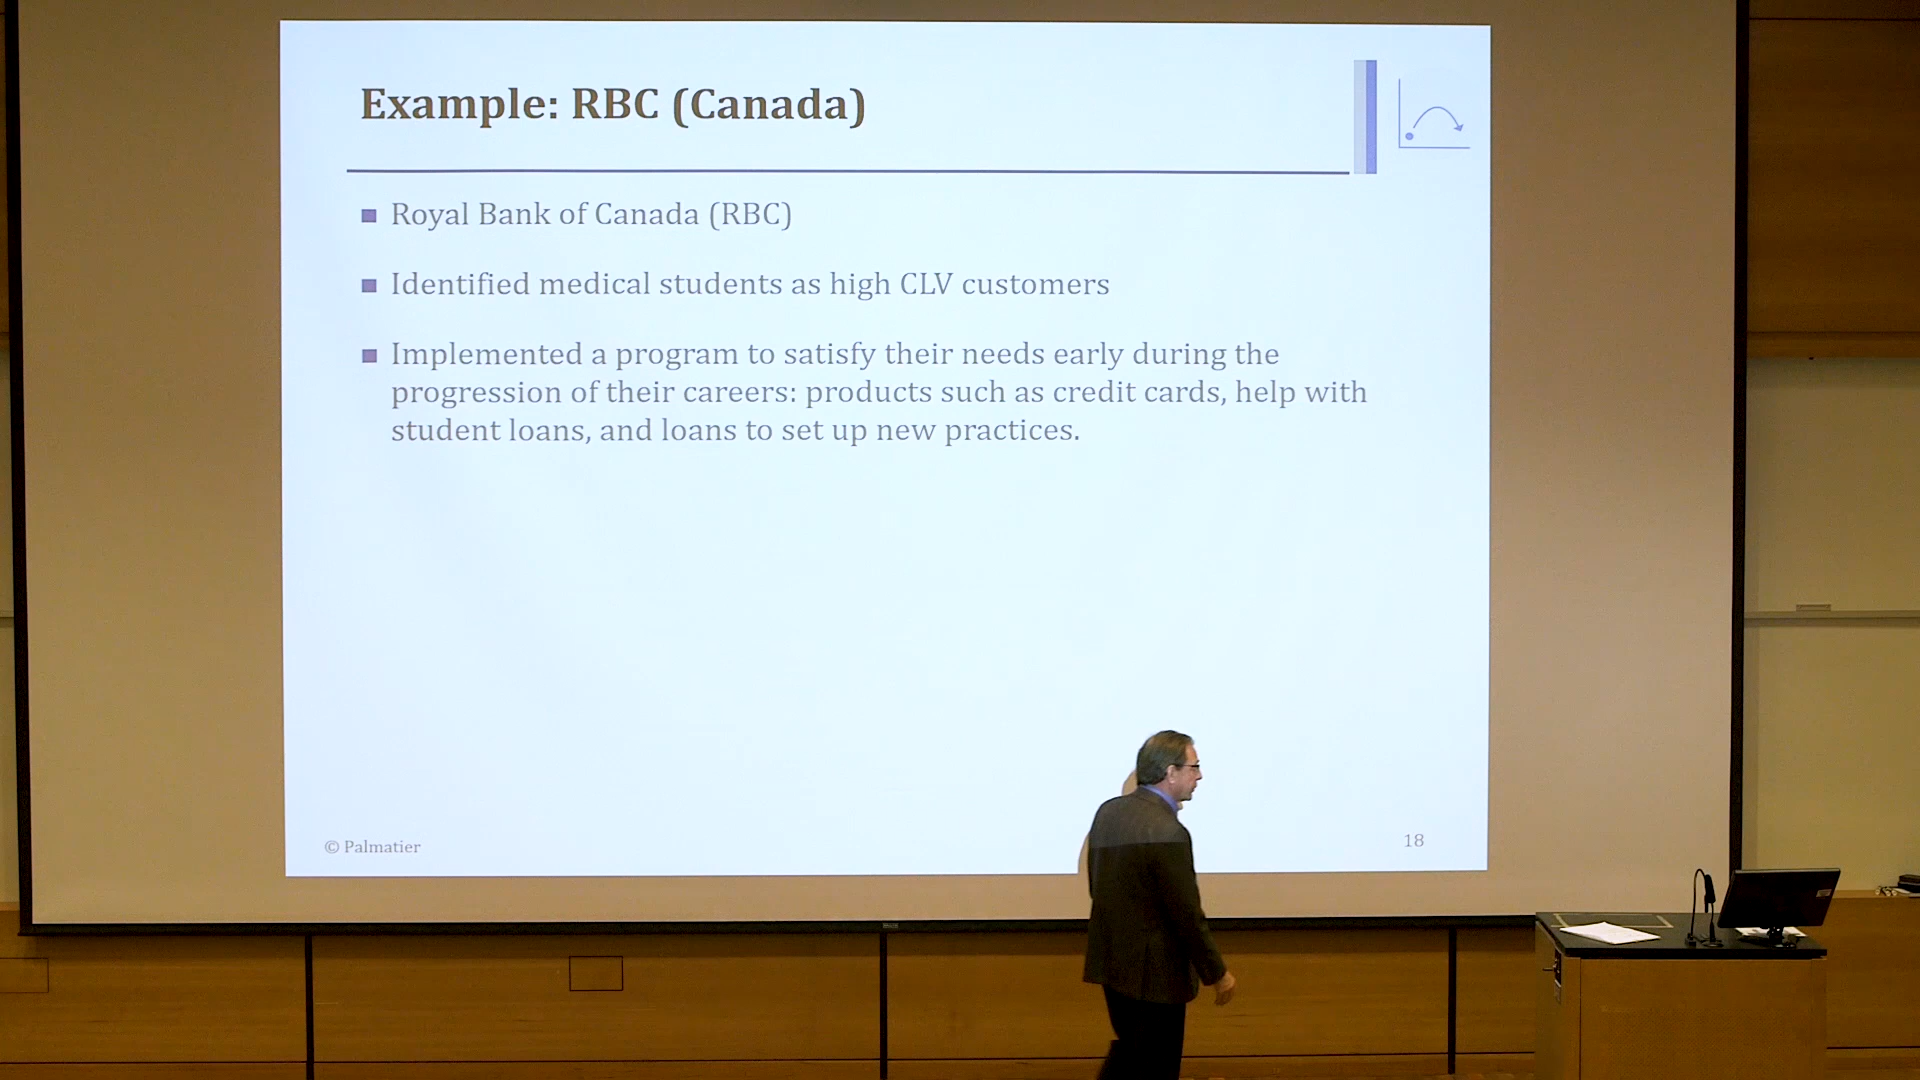 Example: RBC (Canada)
Royal Bank of Canada (RBC)
Identified medical students as high CLV customers
Implemented a program to satisfy their needs early during the
progression of their careers: products such as credit cards, help with
student loans, and loans to set up new practices.
© Palmatier
18